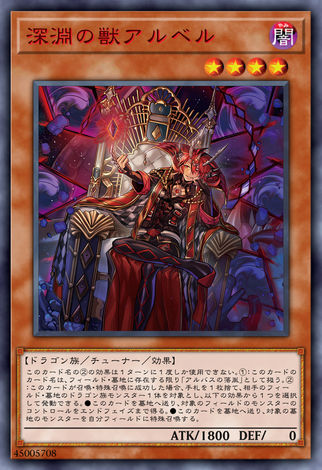 深淵の獣アルベル
闇
やみ
【ドラゴン族／チューナー／効果】
このカード名の②の効果は１ターンに１度しか使用できない。①：このカードの
カード名は、フィールド・墓地に存在する限り「アルバスの落胤」として扱う。②
：このカードが召喚・特殊召喚に成功した場合、手札を１枚捨て、相手のフィー
ルド・墓地のドラゴン族モンスター１体を対象とし、以下の効果から１つを選択
して発動できる。●このカードを墓地へ送り、対象のフィールドのモンスターの
コントロールをエンドフェイズまで得る。●このカードを墓地へ送り、対象の墓
地のモンスターを自分フィールドに特殊召喚する。
ATK/1800 DEF/ 0
45005708